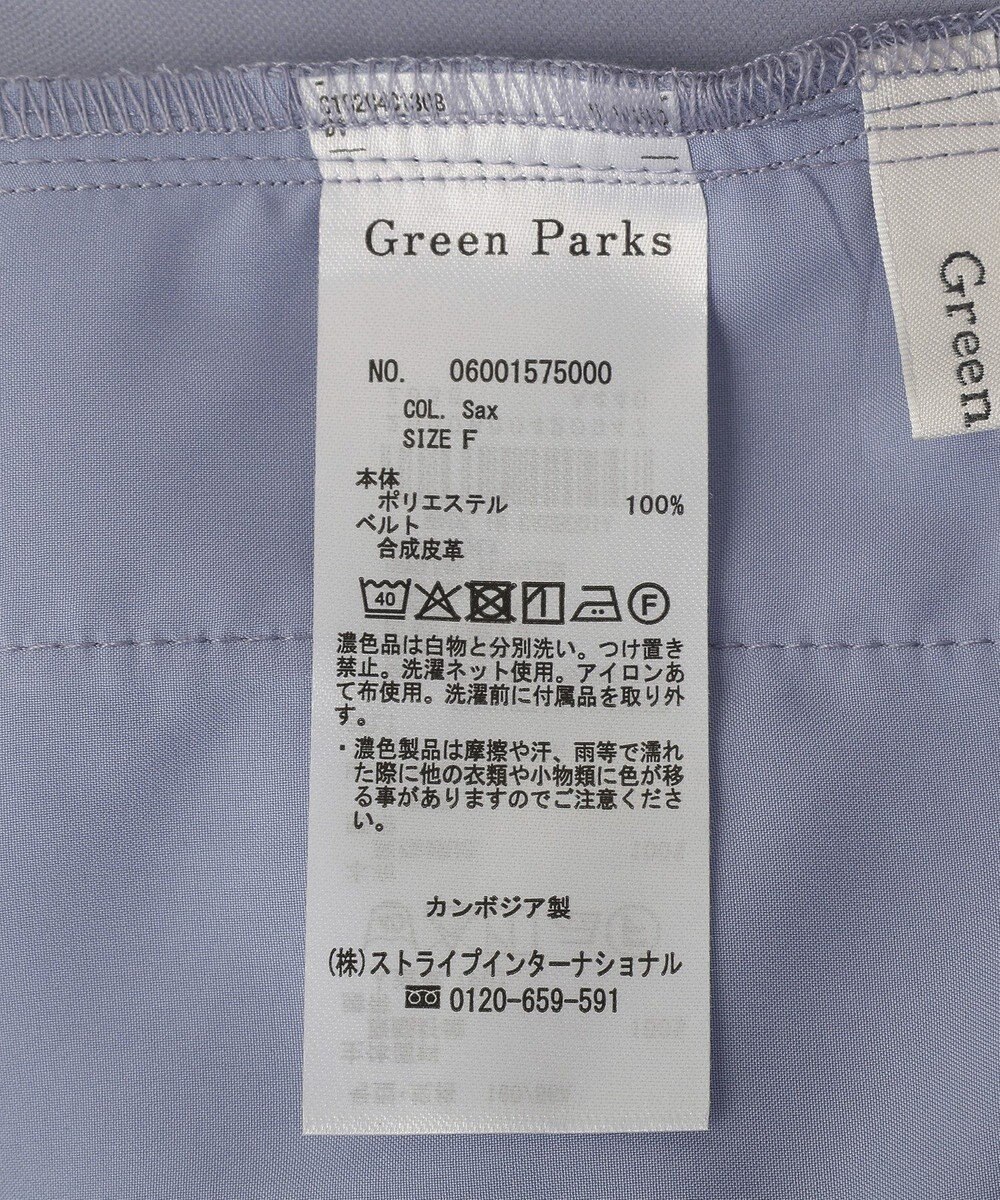 Green Parks
NO. 06001575000
COL. Sax
SIZE F
本体
ポリエステル 100%
ベルト
合成皮革
40
F
濃色品は白物と分別洗い。つけ置き
禁止。洗濯ネット使用。アイロンあ
て布使用。洗濯前に付属品を取り外
す。
・濃色製品は摩擦や汗、雨等で濡れ
た際に他の衣類や小物類に色が移
る事がありますのでご注意くださ
い。
カンボジア製
(株)ストライプインターナショナル
0120-659-591
Green